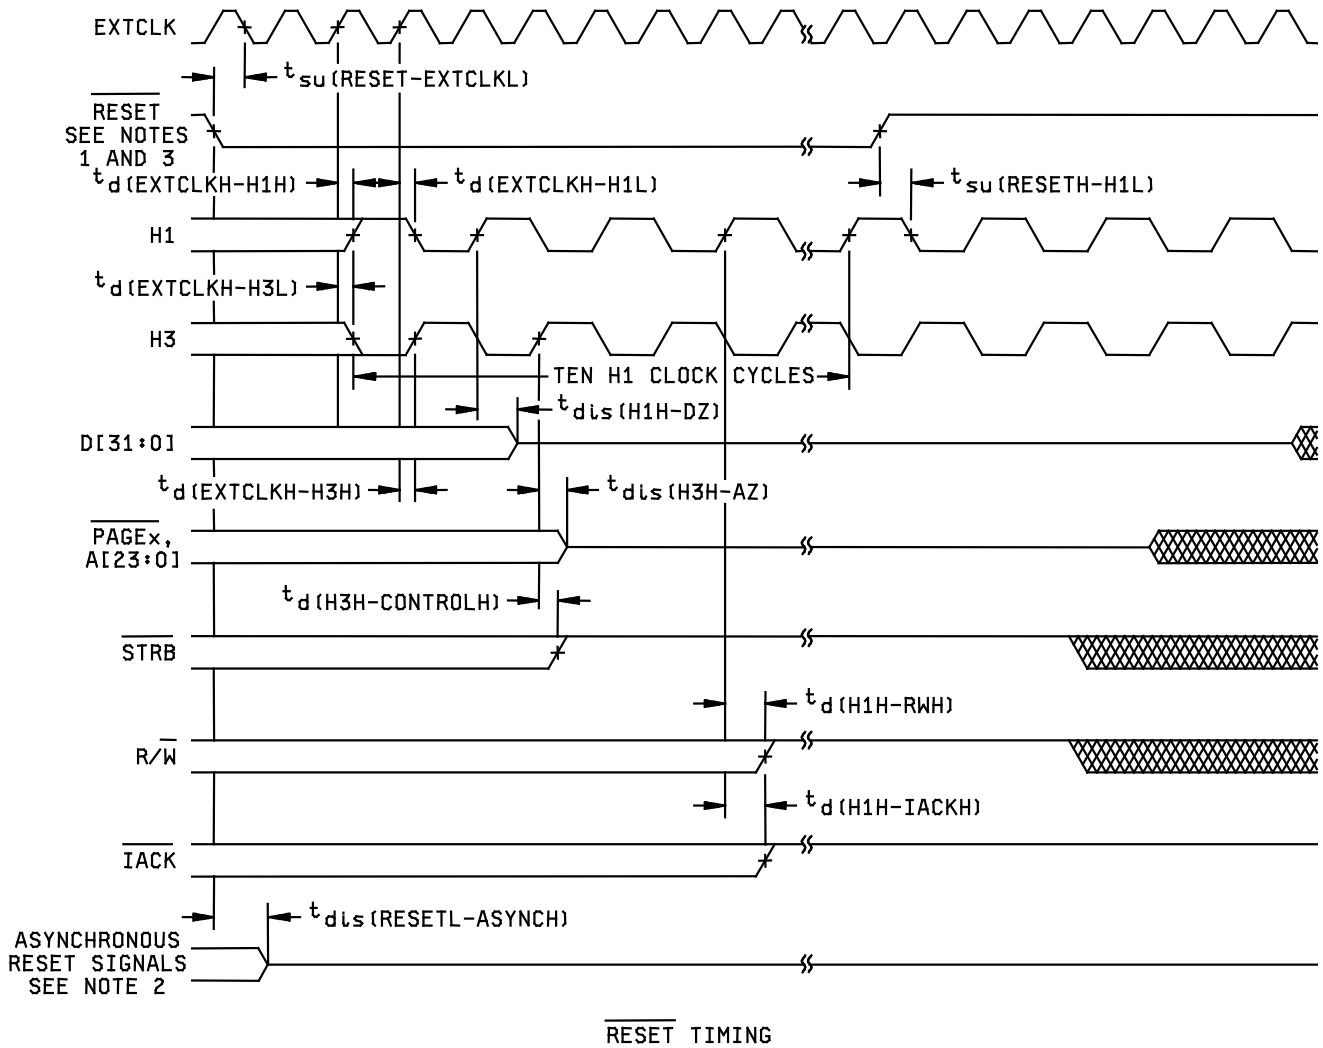 EXTCLK
tsu(RESET-EXTCLKL)
RESET
SEE NOTES
1 AND 3
td(EXTCLKH-H1H)
td(EXTCLKH-H1L)
tsu(RESETH-H1L)
H1
td(EXTCLKH-H3L)
H3
TEN H1 CLOCK CYCLES
tdis(H1H-DZ)
D[31:0]
td(EXTCLKH-H3H)
tdis(H3H-AZ)
PAGEx,
A[23:0]
td(H3H-CONTROLH)
STRB
td(H1H-RWH)
R/W
td(H1H-IACKH)
IACK
tdis(RESETL-ASYNCH)
ASYNCHRONOUS
RESET SIGNALS
SEE NOTE 2
RESET TIMING